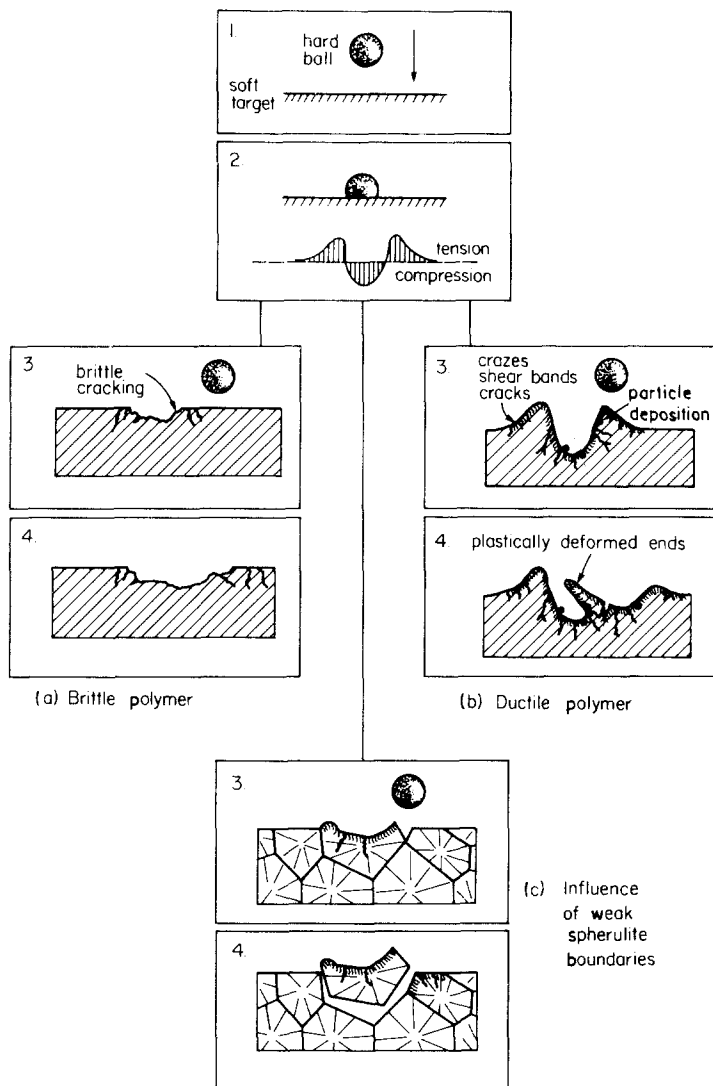 1.
hard
ball
soft
target
2.
tension
compression
3
brittle
cracking
4.
(a) Brittle polymer
3.
crazes
shear bands
cracks
particle
deposition
4.
plastically deformed ends
(b) Ductile polymer
3.
(c) Influence
of weak
spherulite
boundaries
4.